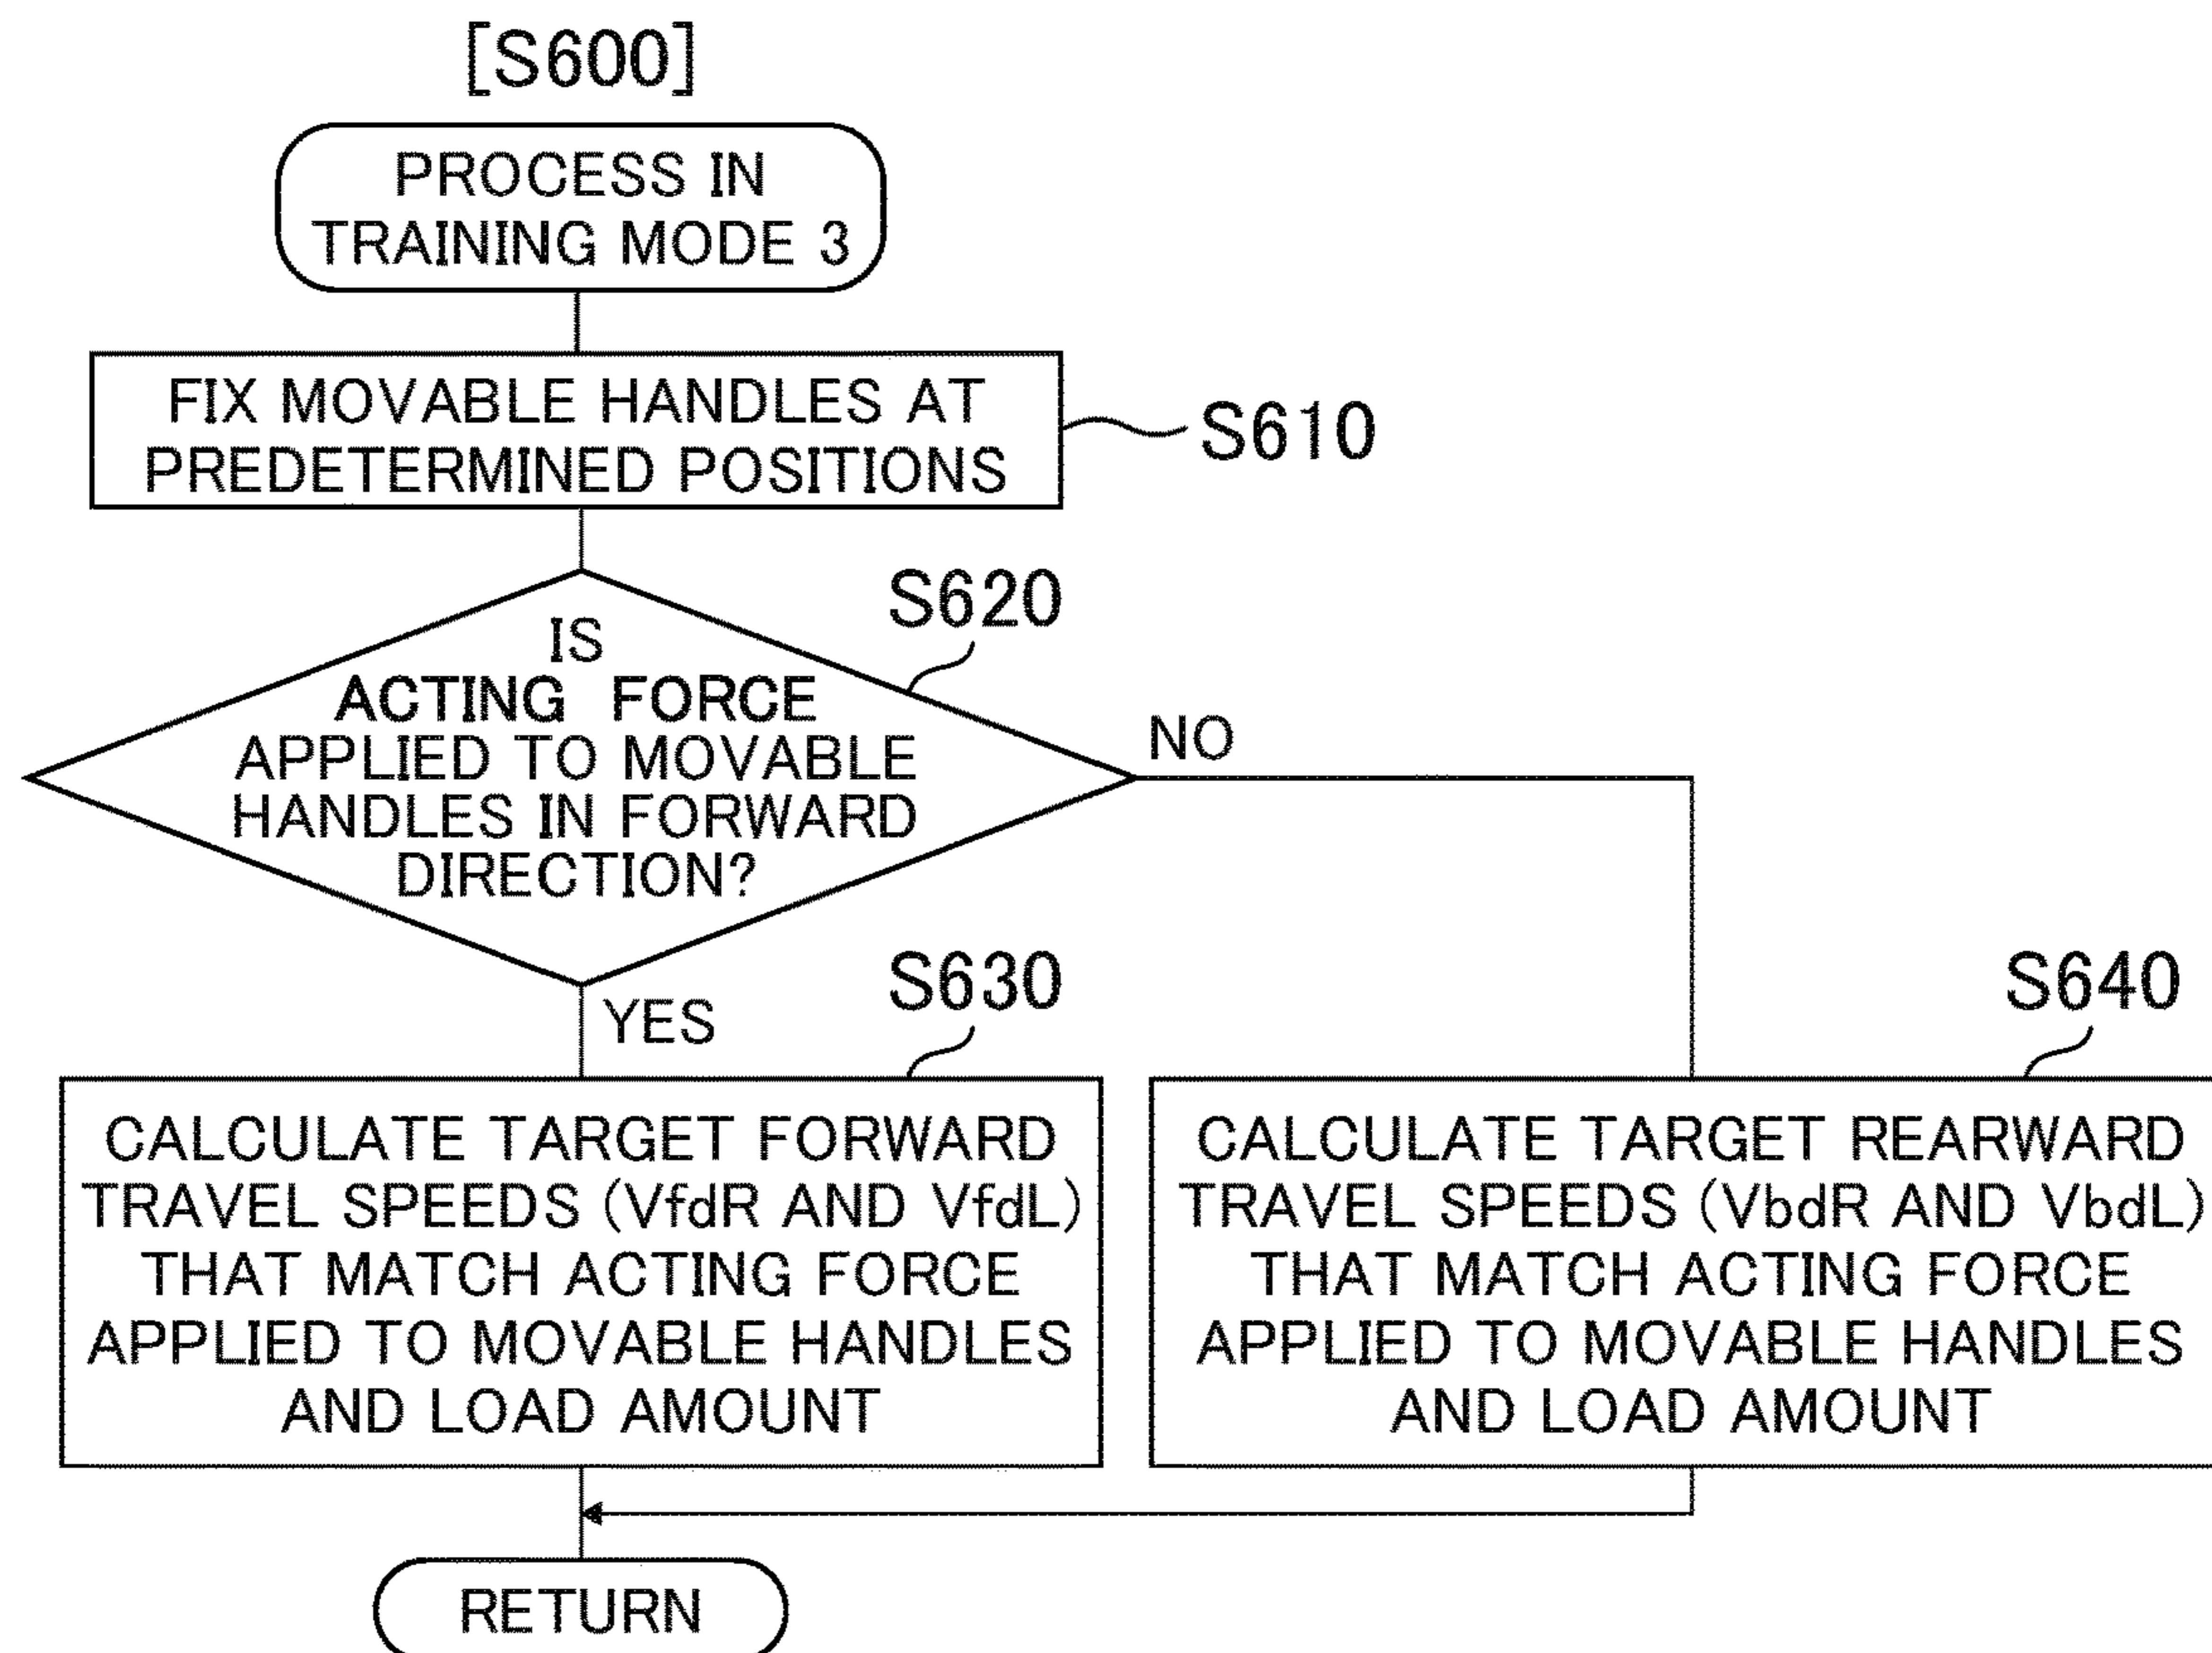 [S600]
PROCESS IN
TRAINING MODE 3
FIX MOVABLE HANDLES AT
PREDETERMINED POSITIONS
S610
S620
IS
ACTING FORCE
APPLIED TO MOVABLE
HANDLES IN FORWARD
DIRECTION?
NO
YES
S630
CALCULATE TARGET FORWARD
TRAVEL SPEEDS (VfdR AND VfdL)
THAT MATCH ACTING FORCE
APPLIED TO MOVABLE HANDLES
AND LOAD AMOUNT
S640
CALCULATE TARGET REARWARD
TRAVEL SPEEDS (VbdR AND VbdL)
THAT MATCH ACTING FORCE
APPLIED TO MOVABLE HANDLES
AND LOAD AMOUNT
RETURN